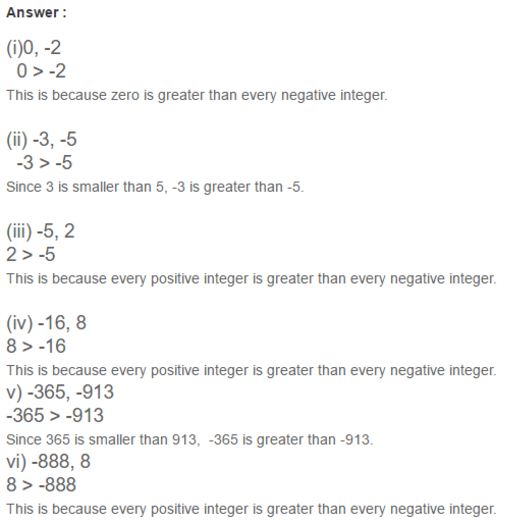 Answer :
(i)0, -2
0 > -2
This is because zero is greater than every negative integer.
(ii) -3, -5
-3 > -5
Since 3 is smaller than 5, -3 is greater than -5.
(iii) -5, 2
2 > -5
This is because every positive integer is greater than every negative integer.
(iv) -16, 8
8 > -16
This is because every positive integer is greater than every negative integer.
v) -365, -913
-365 > -913
Since 365 is smaller than 913,  -365 is greater than -913.
vi) -888, 8
8 > -888
This is because every positive integer is greater than every negative integer.